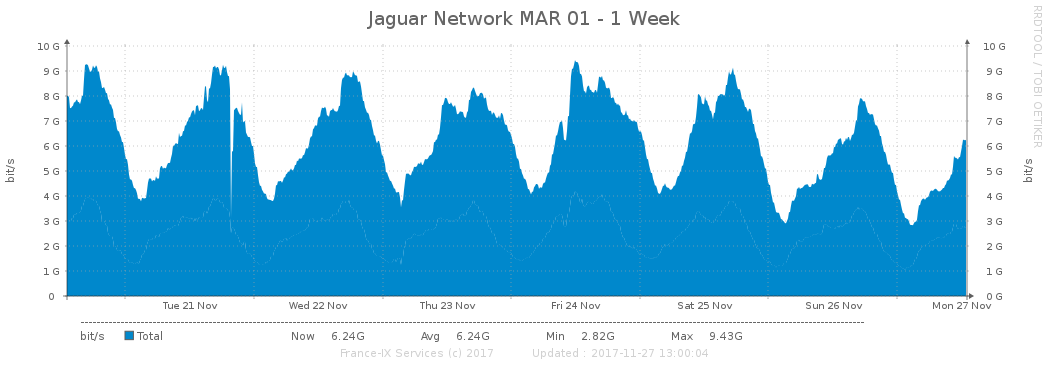 Jaguar Network MAR 01 - 1 Week
RRDTOOL / TOBI OETIKER
10 G 10 G
9 G 9 G
8 G 8 G
7 G 7 G
6 G 6 G
5 G 5 G
4 G 4 G
3 G 3 G
2 G 2 G
1 G 1 G
0 0 G
bit/s bit/s
Tue 21 Nov Wed 22 Nov Thu 23 Nov Fri 24 Nov Sat 25 Nov Sun 26 Nov Mon 27 Nov
bit/s Total Now 6.24G Avg 6.24G Min 2.82G Max 9.43G
France-IX Services (c) 2017 Updated : 2017-11-27 13:00:04